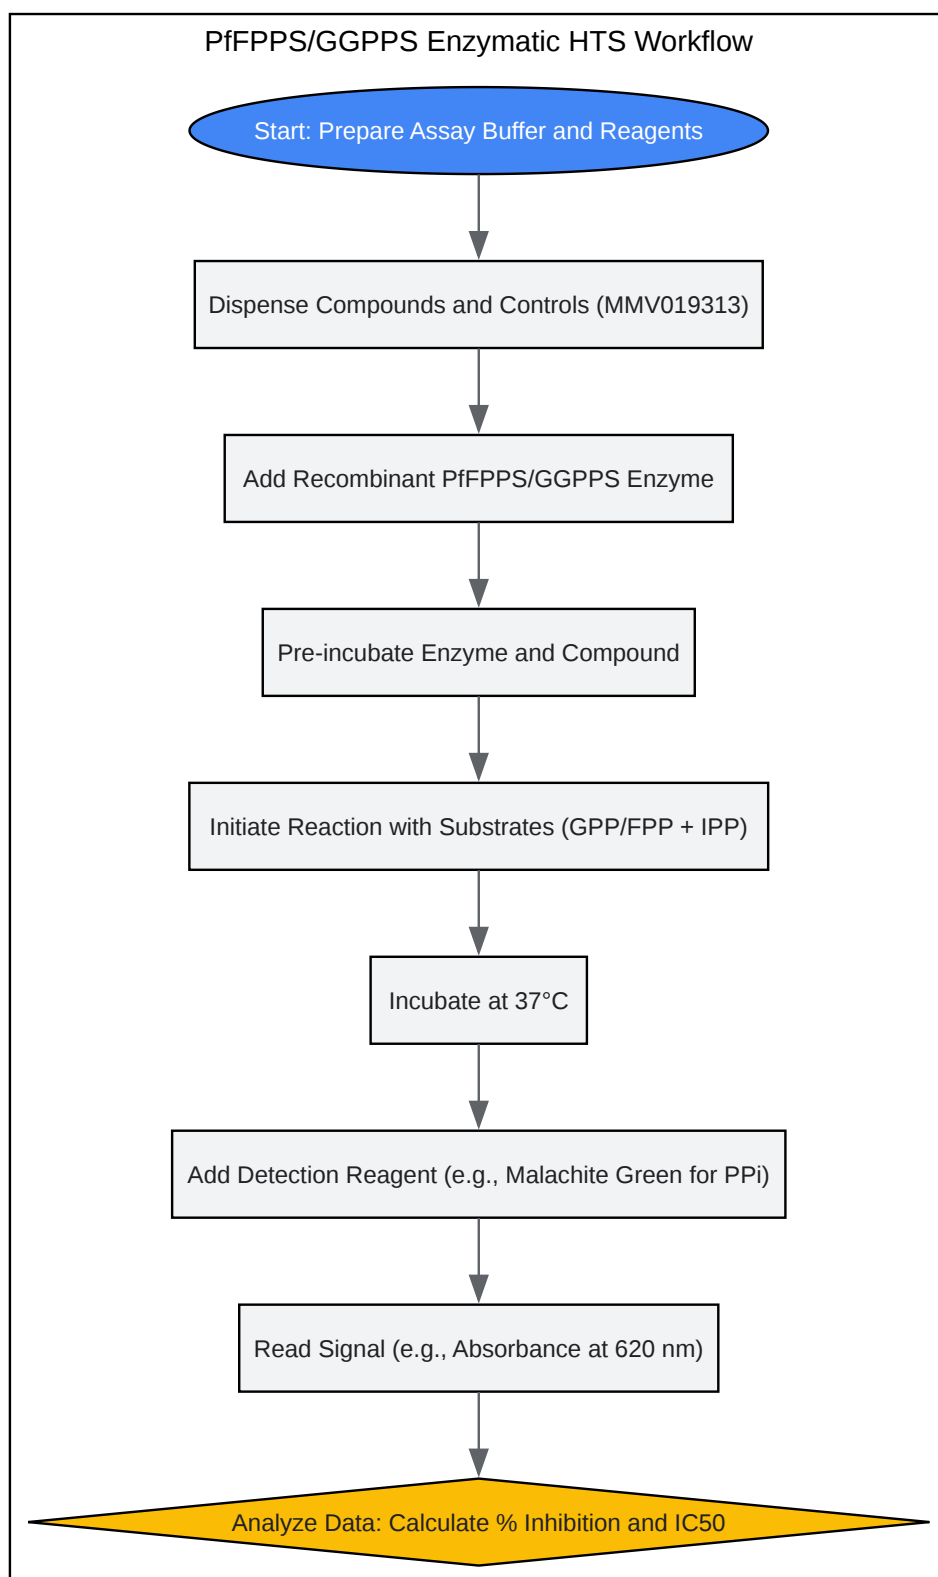 PfFPPS/GGPPS Enzymatic HTS Workflow
Start: Prepare Assay Buffer and Reagents
Dispense Compounds and Controls (MMV019313)
Add Recombinant PfFPPS/GGPPS Enzyme
Pre-incubate Enzyme and Compound
Initiate Reaction with Substrates (GPP/FPP + IPP)
Incubate at 37°C
Add Detection Reagent (e.g., Malachite Green for PPi)
Read Signal (e.g., Absorbance at 620 nm)
Analyze Data: Calculate % Inhibition and IC50